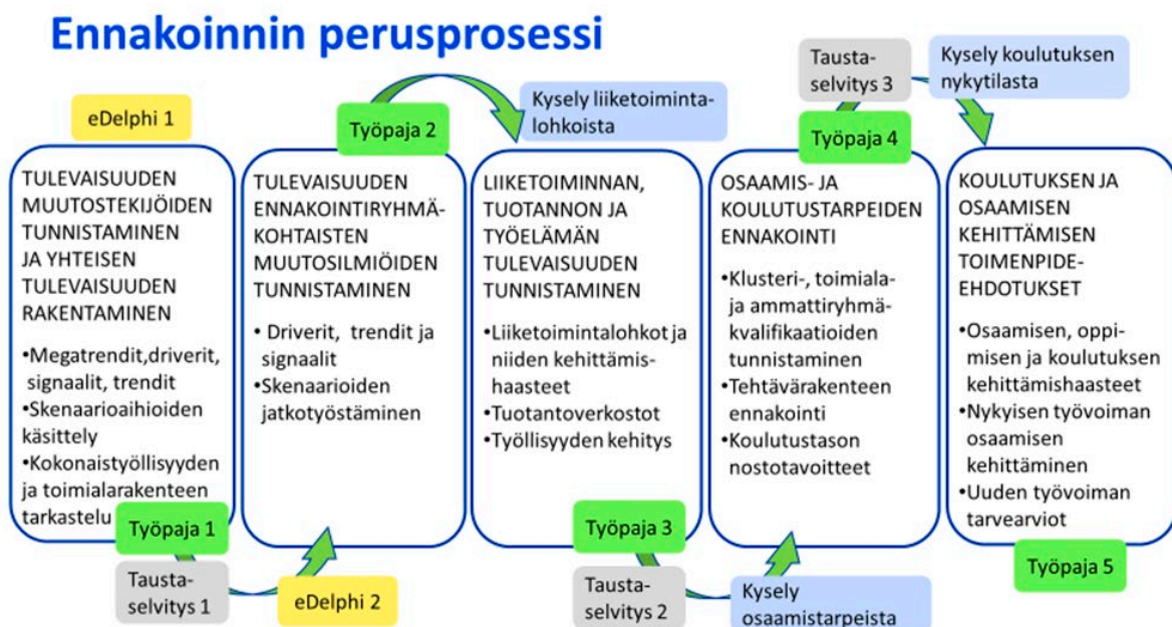 Ennakoinnin perusprosessi
eDelphi 1
TULEVAISUUDEN
MUUTOSTEKIJÖIDEN
TUNNISTAMINEN
JA YHTEISEN
TULEVAISUUDEN
RAKENTAMINEN
•Megatrendit,driverit,
signaalit, trendit
•Skenaarioaihioiden
käsittely
•Kokonaistyöllisyyden
ja toimialarakenteen
tarkastelu
Työpaja 1
Tausta-
selvitys 1
eDelphi 2
Työpaja 2
TULEVAISUUDEN
ENNAKOINTIRYHMÄ-
KOHTAISTEN
MUUTOSILMIÖIDEN
TUNNISTAMINEN
• Driverit, trendit ja
signaalit
•Skenaarioiden
jatkotyöstäminen
Kysely liiketoiminta-
lohkoista
LIIKETOIMINNAN,
TUOTANNON JA
TYÖELÄMÄN
TULEVAISUUDEN
TUNNISTAMINEN
•Liiketoimintalohkot ja
niiden kehittämis-
haasteet
•Tuotantoverkostot
•Työllisyyden kehitys
Työpaja 3
Tausta-
selvitys 2
Kysely
osaamistarpeista
Tausta-
selvitys 3
Työpaja 4
OSAAMIS- JA
KOULUTUSTARPEIDEN
ENNAKOINTI
•Klusteri-, toimiala-
ja ammattiryhmä-
kvalifikaatioiden
tunnistaminen
•Tehtävärakenteen
ennakointi
•Koulutustason
nostotavoitteet
Kysely koulutuksen
nykytilasta
KOULUTUKSEN JA
OSAAMISEN
KEHITTÄMISEN
TOIMENPIDE-
EHDOTUKSET
•Osaamisen, oppi-
misen ja koulutuksen
kehittämishaasteet
•Nykyisen työvoiman
osaamisen
kehittäminen
•Uuden työvoiman
tarvearviot
Työpaja 5